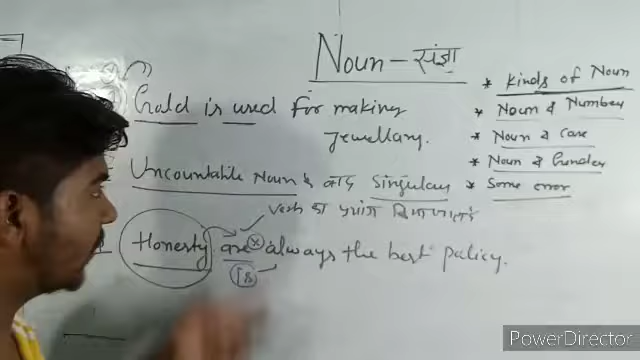 Noun - संज्ञा
Gold is used for making
Jewellary.
Uncountable Noun के बाद Singular
verb का प्रयोग किया जाता है
Honesty are always the best policy.
Is
* Kinds of Noun
* Noun & Number
* Noun & Case
* Noun & Gender
* Some error
PowerDirector